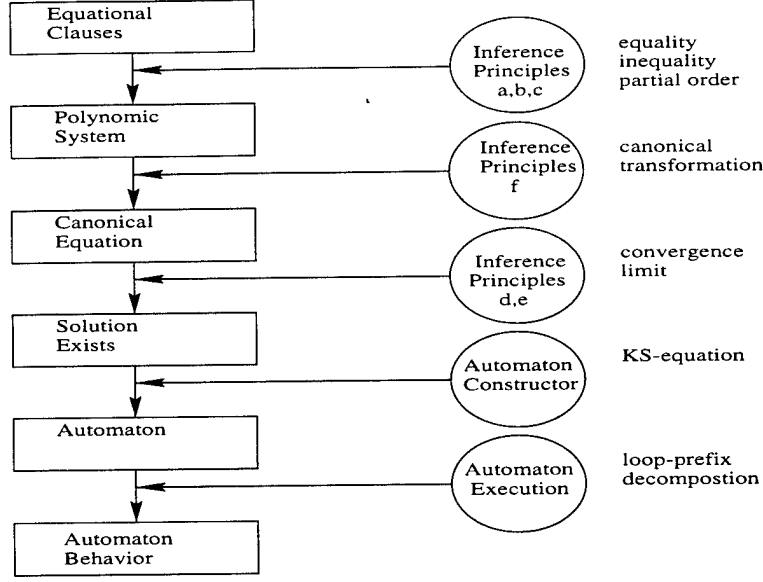 Equational
Clauses
Inference
Principles
a,b,c
equality
inequality
partial order
Polynomic
System
Inference
Principles
f
canonical
transformation
Canonical
Equation
Inference
Principles
d,e
convergence
limit
Solution
Exists
Automaton
Constructor
KS-equation
Automaton
Automaton
Execution
loop-prefix
decompostion
Automaton
Behavior